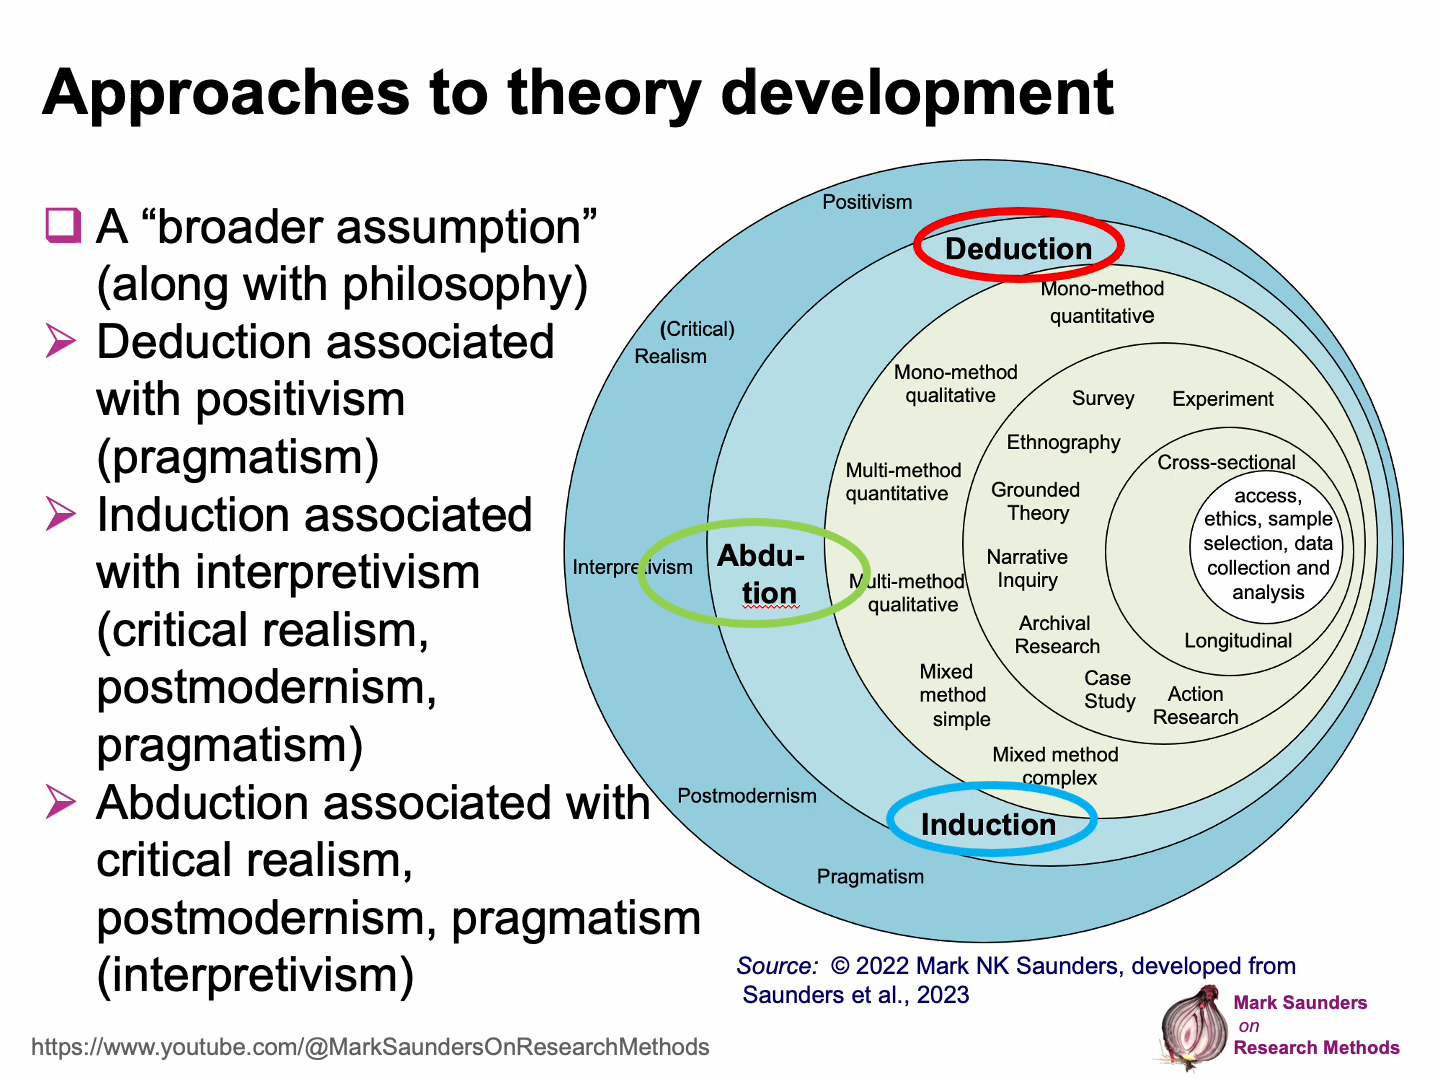 Approaches to theory development
A “broader assumption”
(along with philosophy)
Deduction associated
with positivism
(pragmatism)
Induction associated
with interpretivism
(critical realism,
postmodernism,
pragmatism)
Abduction associated with
critical realism,
postmodernism, pragmatism
(interpretivism)
Positivism
(Critical)
Realism
Interpretivism
Postmodernism
Pragmatism
Deduction
Abdu-
tion
Induction
Mono-method
quantitative
Mono-method
qualitative
Multi-method
quantitative
Multi-method
qualitative
Mixed
method
simple
Mixed method
complex
Survey
Experiment
Ethnography
Grounded
Theory
Narrative
Inquiry
Archival
Research
Case
Study
Action
Research
Cross-sectional
Longitudinal
access,
ethics, sample
selection, data
collection and
analysis
Source: © 2022 Mark NK Saunders, developed from
Saunders et al., 2023
Mark Saunders
on
Research Methods
https://www.youtube.com/@MarkSaundersOnResearchMethods